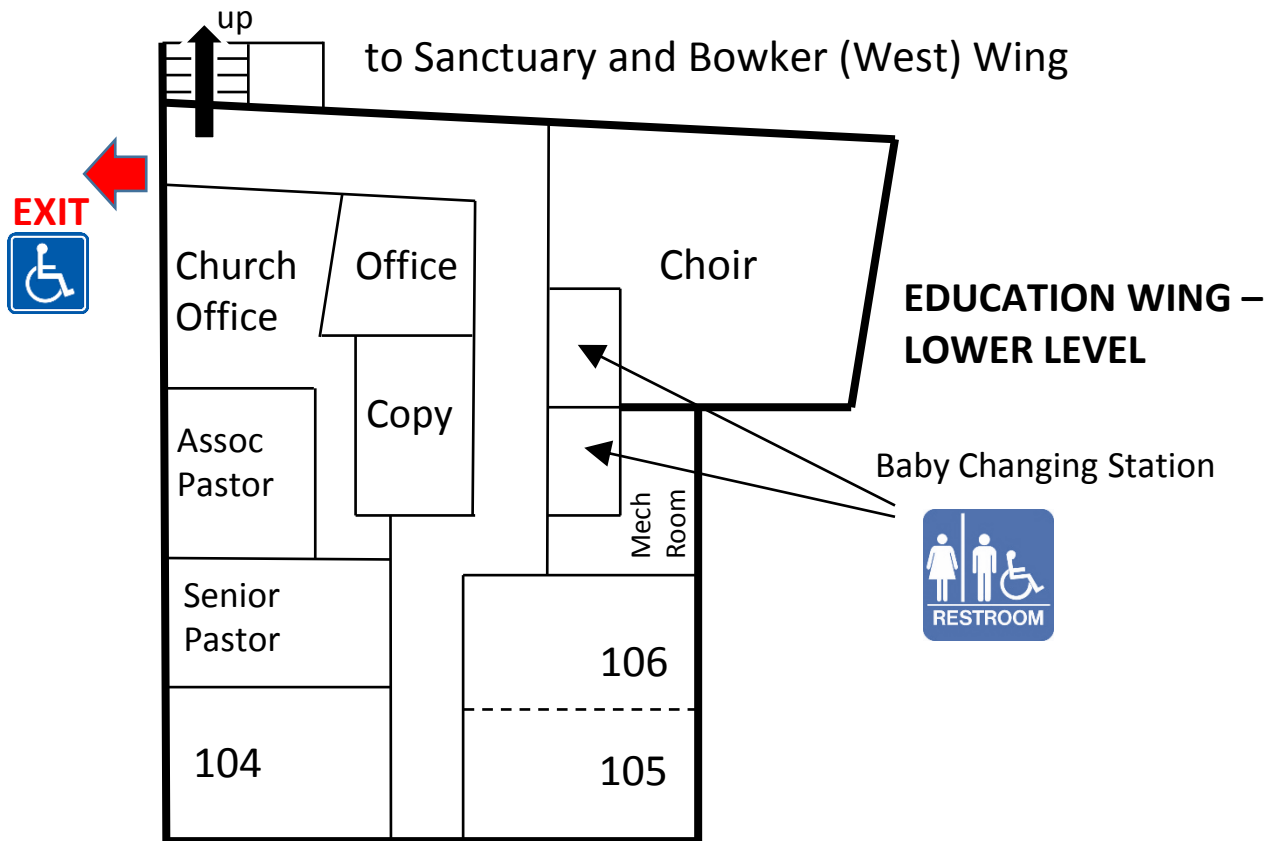 up
to Sanctuary and Bowker (West) Wing
EXIT
Church
Office
Office
Choir
EDUCATION WING –
LOWER LEVEL
Copy
Assoc
Pastor
Baby Changing Station
Mech
Room
RESTROOM
Senior
Pastor
106
104
105